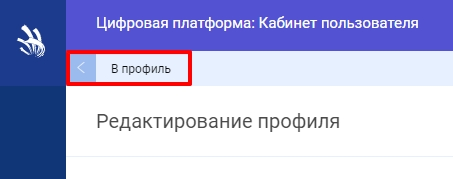 Цифровая платформа: Кабинет пользователя
В профиль
Редактирование профиля